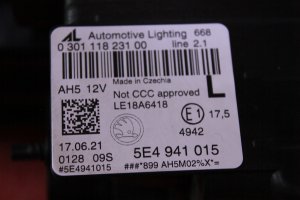 AL Automotive Lighting 668
0 301 118 231 00 line 2.1
Made in Czechia
AH5 12V Not CCC approved L
LE18A6418
E1 17,5
4942
17.06.21
0128 09S 5E4 941 015
#5E4941015 ###*899 AH5M02%X*=